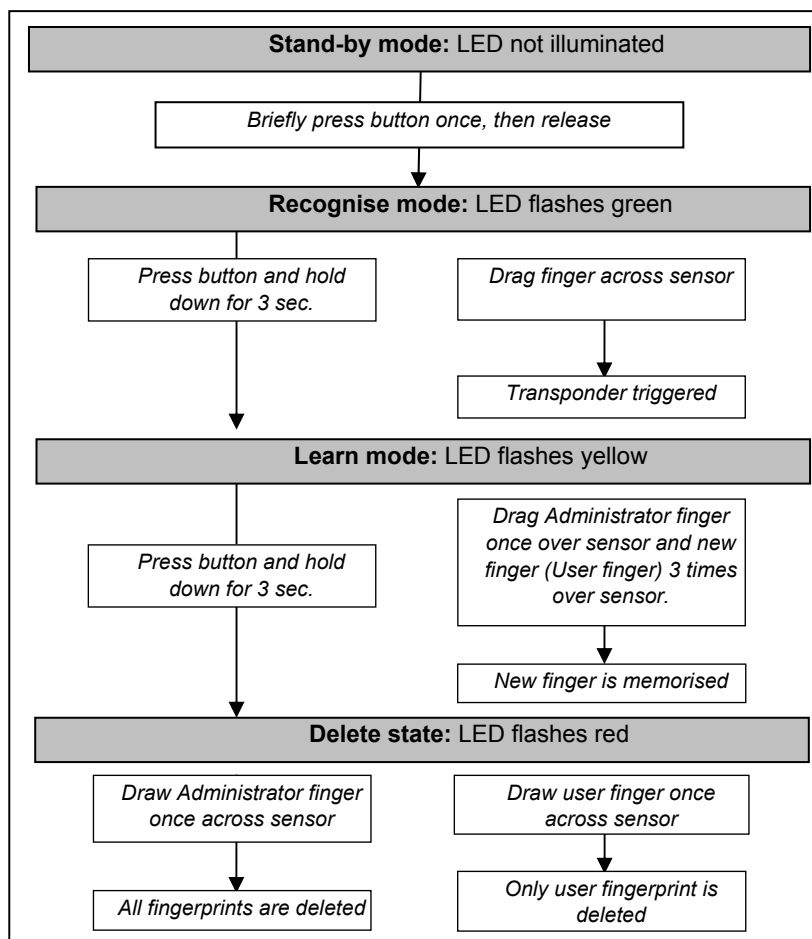 Stand-by mode: LED not illuminated
Briefly press button once, then release
Recognise mode: LED flashes green
Press button and hold
down for 3 sec.
Drag finger across sensor
Transponder triggered
Learn mode: LED flashes yellow
Press button and hold
down for 3 sec.
Drag Administrator finger
once over sensor and new
finger (User finger) 3 times
over sensor.
New finger is memorised
Delete state: LED flashes red
Draw Administrator finger
once across sensor
All fingerprints are deleted
Draw user finger once
across sensor
Only user fingerprint is
deleted